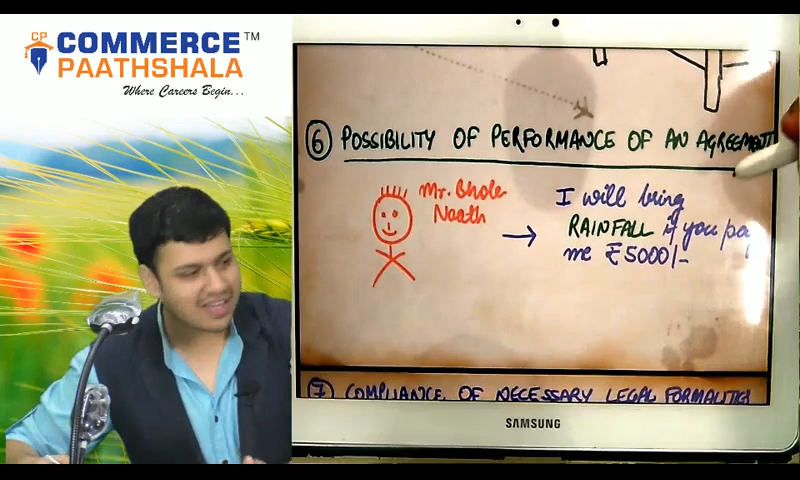 CP
COMMERCE™
PAATHSHALA
Where Careers Begin...
6 POSSIBILITY OF PERFORMANCE OF AN AGREEMENT
Mr. Bhole
Naath
→ I will bring
RAINFALL if you pay
me ₹5000/-
7 COMPLIANCE OF NECESSARY LEGAL FORMALITIES
SAMSUNG